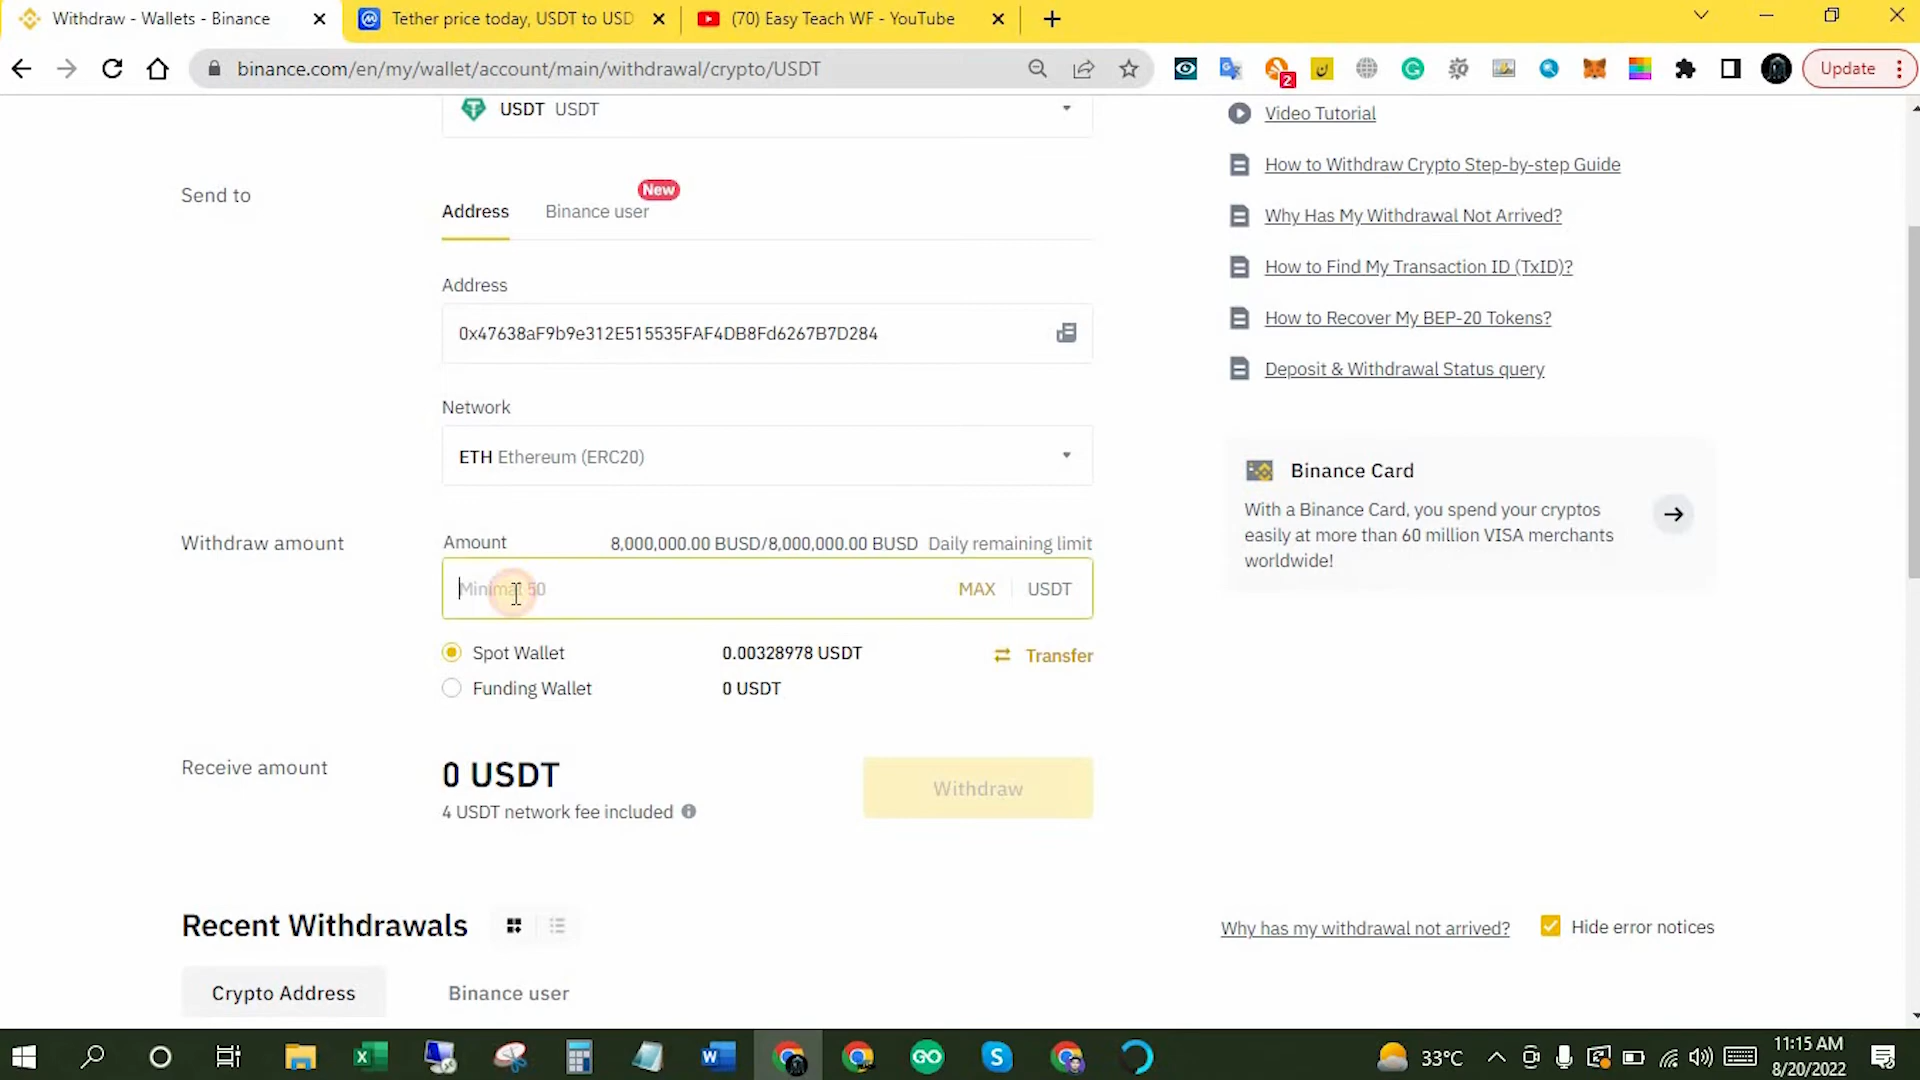 Withdraw - Wallets - Binance
Tether price today, USDT to USD
(70) Easy Teach WF - YouTube
binance.com/en/my/wallet/account/main/withdrawal/crypto/USDT
2
Update
USDT USDT
Video Tutorial
How to Withdraw Crypto Step-by-step Guide
Send to
New
Address
Binance user
Why Has My Withdrawal Not Arrived?
How to Find My Transaction ID (TxID)?
Address
0x47638aF9b9e312E515535FAF4DB8Fd6267B7D284
How to Recover My BEP-20 Tokens?
Deposit & Withdrawal Status query
Network
ETH Ethereum (ERC20)
Binance Card
With a Binance Card, you spend your cryptos
easily at more than 60 million VISA merchants
worldwide!
Withdraw amount
Amount
8,000,000.00 BUSD/8,000,000.00 BUSD Daily remaining limit
Minimal 50
MAX
USDT
Spot Wallet
0.00328978 USDT
Transfer
Funding Wallet
0 USDT
Receive amount
0 USDT
4 USDT network fee included
Withdraw
Recent Withdrawals
Why has my withdrawal not arrived?
Hide error notices
Crypto Address
Binance user
33°C
11:15 AM
8/20/2022